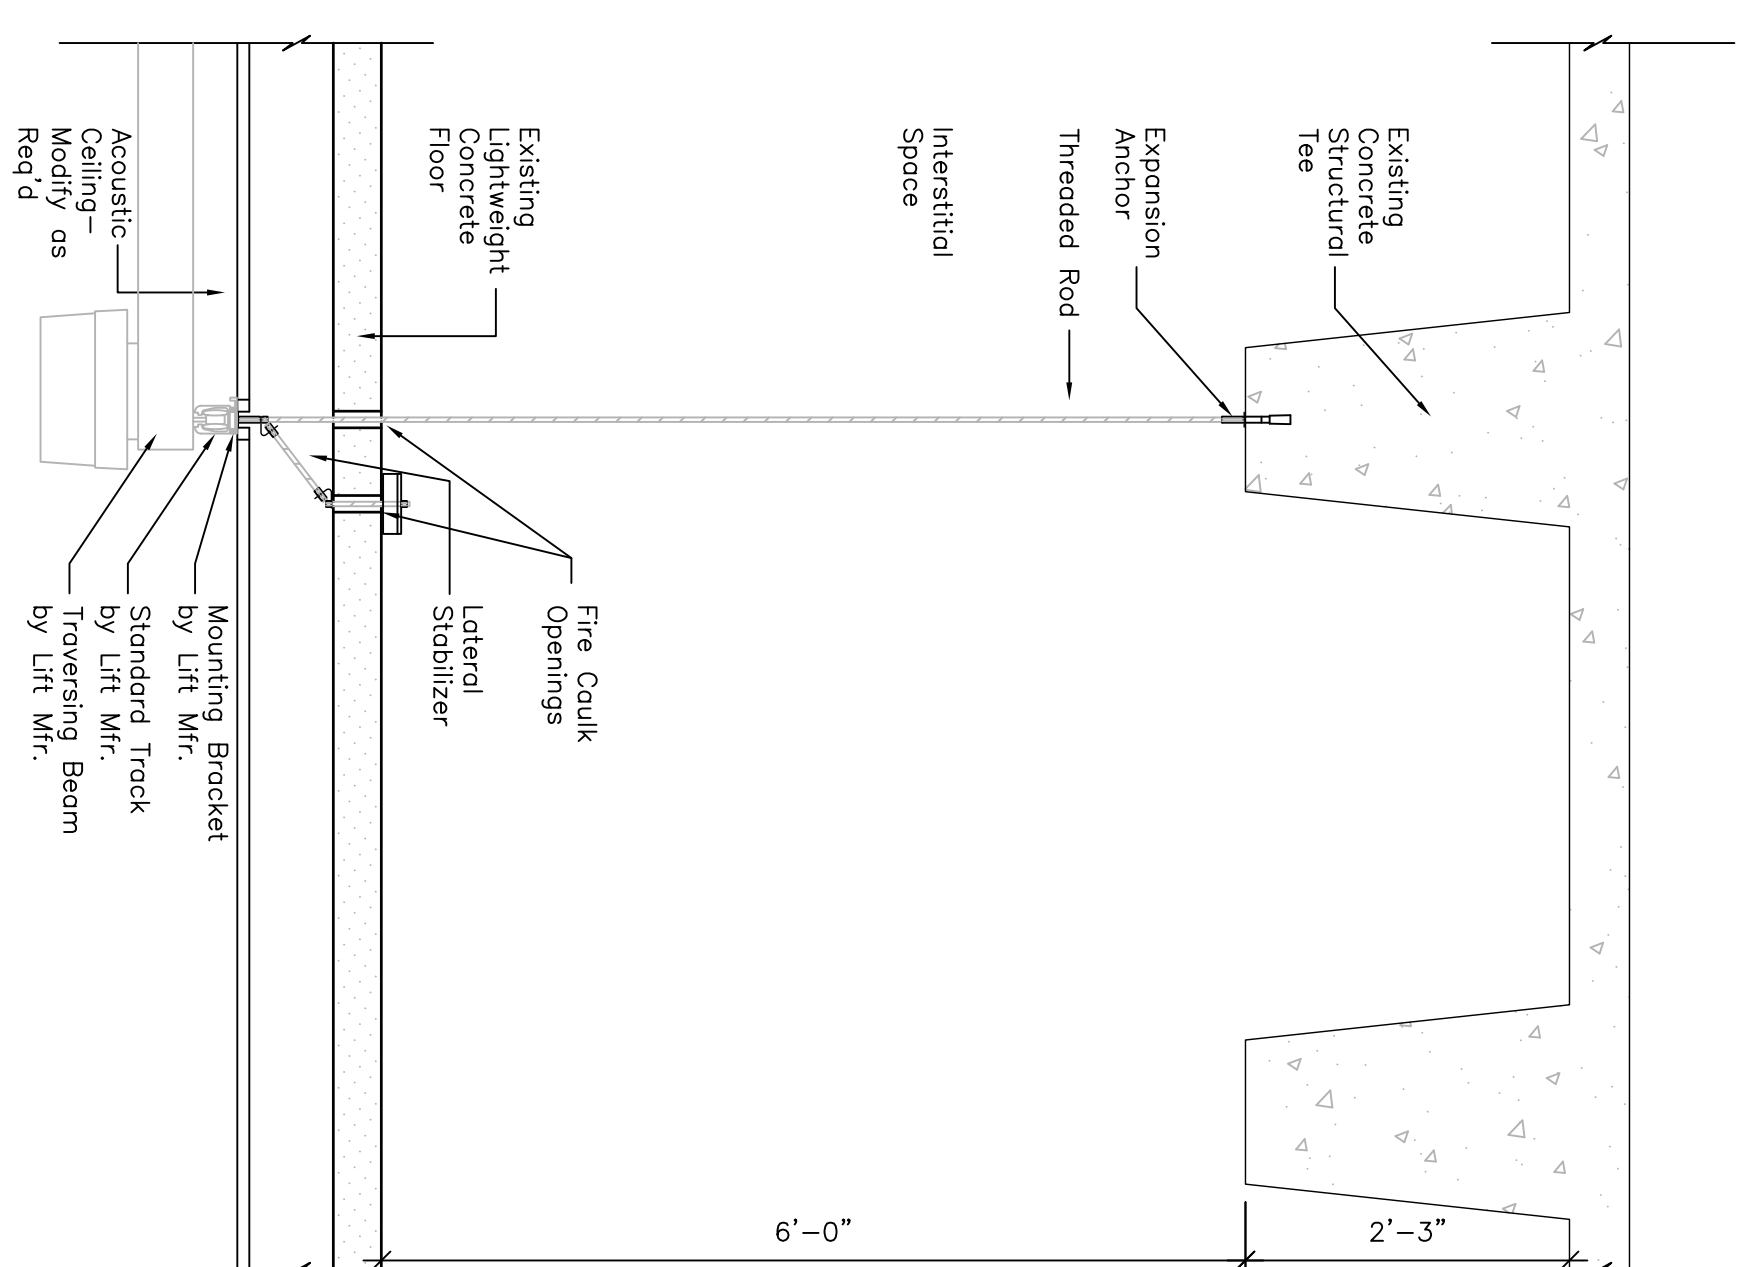 Existing
Concrete
Structural
Tee
Expansion
Anchor
Threaded Rod
Interstitial
Space
Existing
Lightweight
Concrete
Floor
Acoustic
Ceiling-
Modify as
Req'd
Fire Caulk
Openings
Lateral
Stabilizer
Mounting Bracket
by Lift Mfr.
Standard Track
by Lift Mfr.
Traversing Beam
by Lift Mfr.
2'-3"
6'-0"